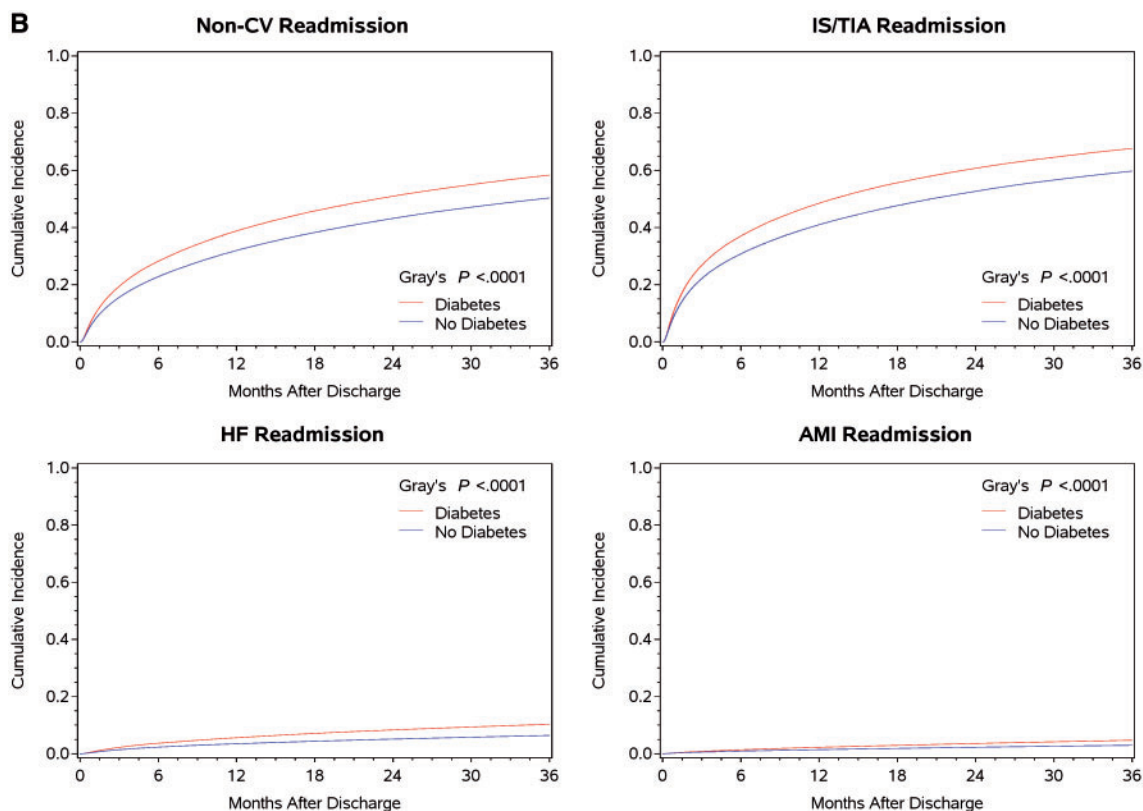 B
Non-CV Readmission
1.0
0.8
0.6
0.4
0.2
0.0
Cumulative Incidence
Gray's P <.0001
Diabetes
No Diabetes
0 6 12 18 24 30 36
Months After Discharge
IS/TIA Readmission
1.0
0.8
0.6
0.4
0.2
0.0
Cumulative Incidence
Gray's P <.0001
Diabetes
No Diabetes
0 6 12 18 24 30 36
Months After Discharge
HF Readmission
1.0
0.8
0.6
0.4
0.2
0.0
Cumulative Incidence
Gray's P <.0001
Diabetes
No Diabetes
0 6 12 18 24 30 36
Months After Discharge
AMI Readmission
1.0
0.8
0.6
0.4
0.2
0.0
Cumulative Incidence
Gray's P <.0001
Diabetes
No Diabetes
0 6 12 18 24 30 36
Months After Discharge